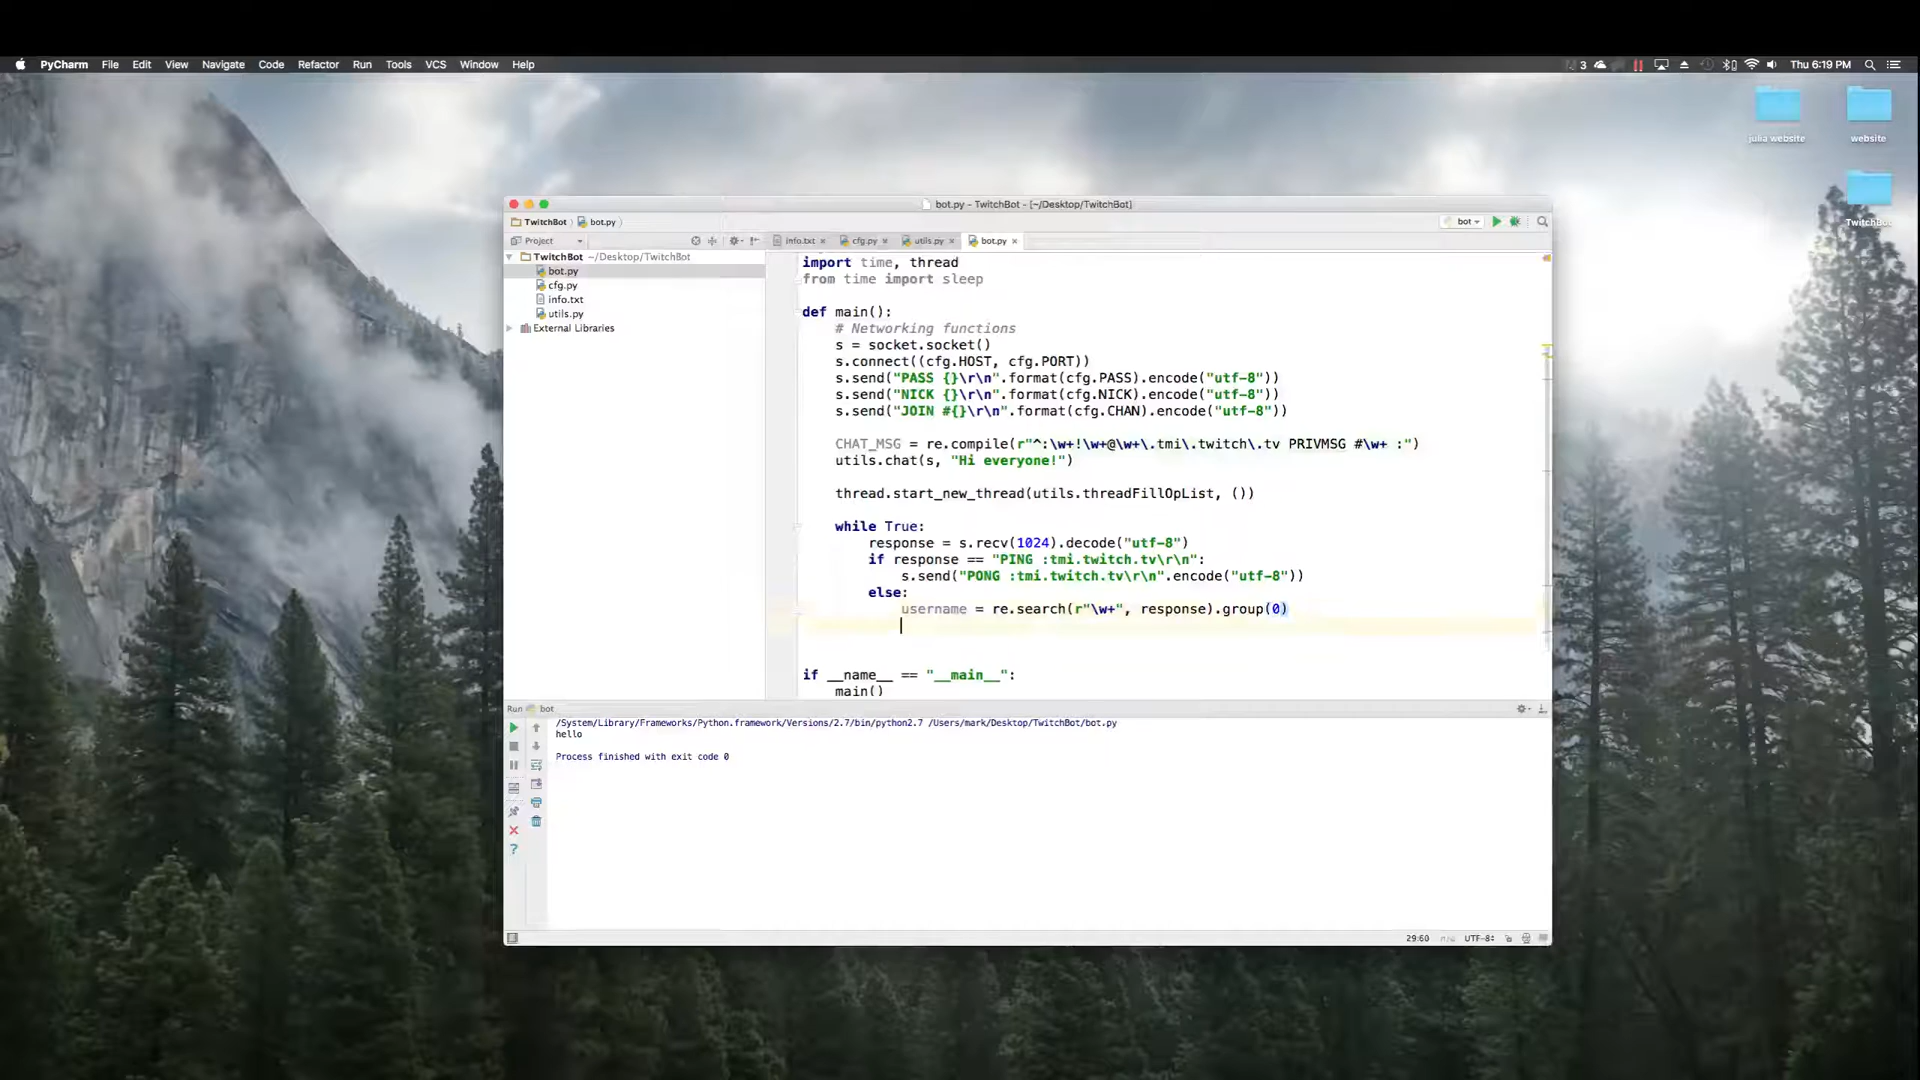 PyCharm File Edit View Navigate Code Refactor Run Tools VCS Window Help
3 Thu 6:19 PM
julia website
website
TwitchBot
bot.py - TwitchBot - [~/Desktop/TwitchBot]
TwitchBot bot.py
bot
Project
info.txt cfg.py utils.py bot.py
TwitchBot ~/Desktop/TwitchBot
bot.py
cfg.py
info.txt
utils.py
External Libraries
import time, thread
from time import sleep
def main():
# Networking functions
s = socket.socket()
s.connect((cfg.HOST, cfg.PORT))
s.send("PASS {}\r\n".format(cfg.PASS).encode("utf-8"))
s.send("NICK {}\r\n".format(cfg.NICK).encode("utf-8"))
s.send("JOIN #{}\r\n".format(cfg.CHAN).encode("utf-8"))
CHAT_MSG = re.compile(r"^:\w+!\w+@\w+\.tmi\.twitch\.tv PRIVMSG #\w+ :")
utils.chat(s, "Hi everyone!")
thread.start_new_thread(utils.threadFillOpList, ())
while True:
response = s.recv(1024).decode("utf-8")
if response == "PING :tmi.twitch.tv\r\n":
s.send("PONG :tmi.twitch.tv\r\n".encode("utf-8"))
else:
username = re.search(r"\w+", response).group(0)
if __name__ == "__main__":
main()
Run bot
/System/Library/Frameworks/Python.framework/Versions/2.7/bin/python2.7 /Users/mark/Desktop/TwitchBot/bot.py
hello
Process finished with exit code 0
29:60 n/a UTF-8